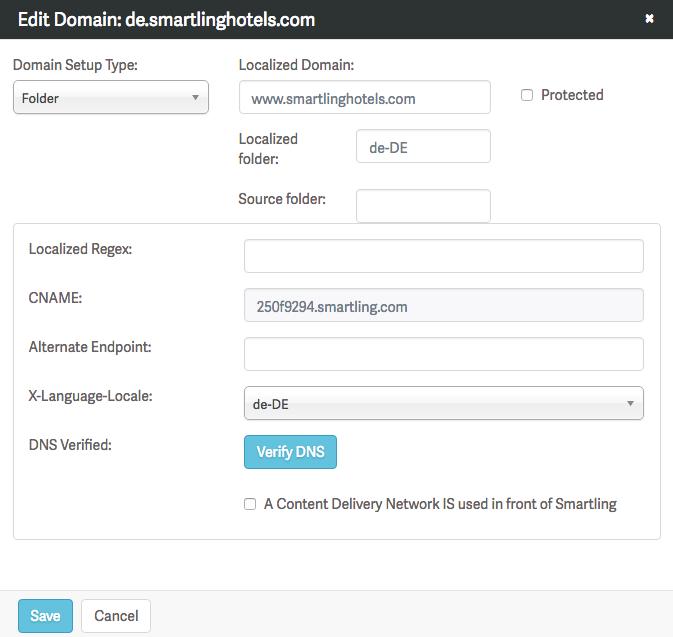 Edit Domain: de.smartlinghotels.com ✖
Domain Setup Type:
Localized Domain:
Folder
www.smartlinghotels.com
Protected
Localized
folder:
de-DE
Source folder:
Localized Regex:
CNAME:
250f9294.smartling.com
Alternate Endpoint:
X-Language-Locale:
de-DE
DNS Verified:
Verify DNS
A Content Delivery Network IS used in front of Smartling
Save
Cancel